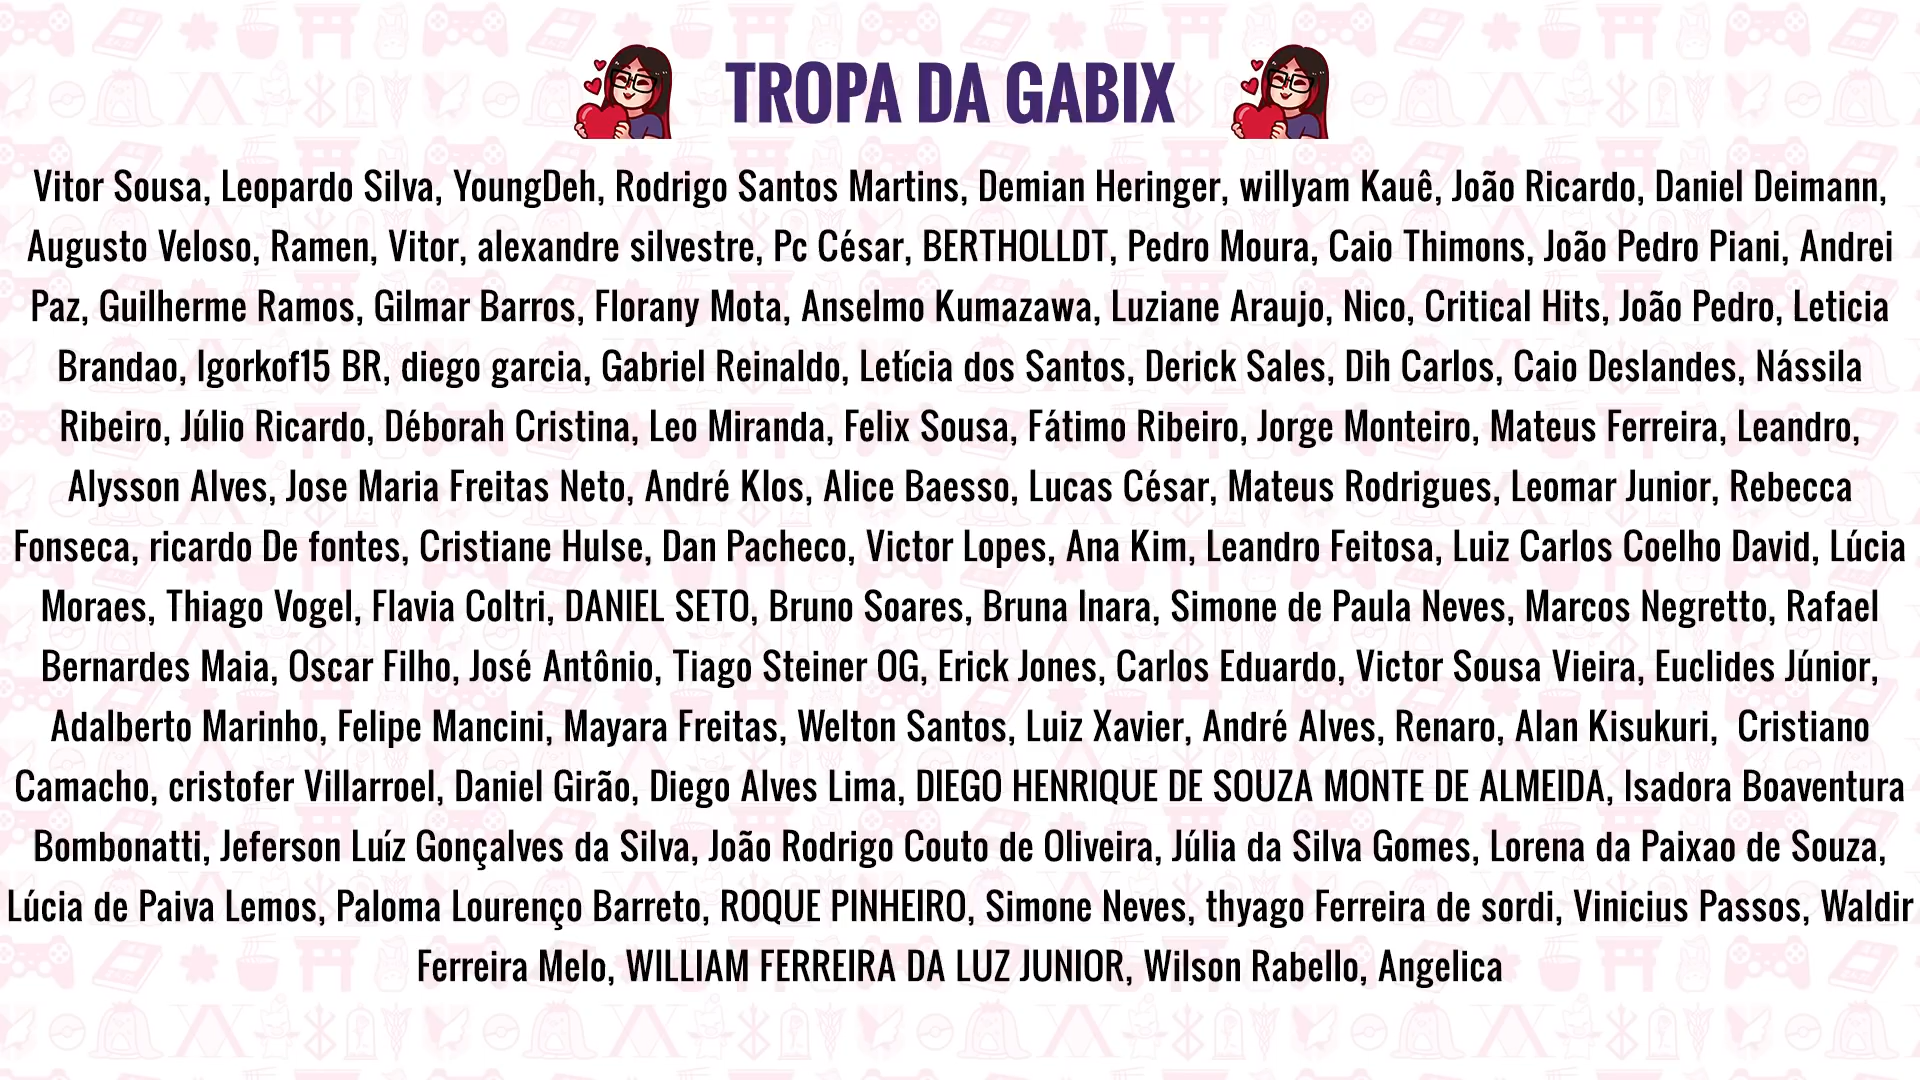 TROPA DA GABIX
Vitor Sousa, Leopardo Silva, YoungDeh, Rodrigo Santos Martins, Demian Heringer, willyam Kauê, João Ricardo, Daniel Deimann,
Augusto Veloso, Ramen, Vitor, alexandre silvestre, Pc César, BERTHOLLDT, Pedro Moura, Caio Thimons, João Pedro Piani, Andrei
Paz, Guilherme Ramos, Gilmar Barros, Florany Mota, Anselmo Kumazawa, Luziane Araujo, Nico, Critical Hits, João Pedro, Leticia
Brandao, Igorkof15 BR, diego garcia, Gabriel Reinaldo, Letícia dos Santos, Derick Sales, Dih Carlos, Caio Deslandes, Nássila
Ribeiro, Júlio Ricardo, Déborah Cristina, Leo Miranda, Felix Sousa, Fátimo Ribeiro, Jorge Monteiro, Mateus Ferreira, Leandro,
Alysson Alves, Jose Maria Freitas Neto, André Klos, Alice Baesso, Lucas César, Mateus Rodrigues, Leomar Junior, Rebecca
Fonseca, ricardo De fontes, Cristiane Hulse, Dan Pacheco, Victor Lopes, Ana Kim, Leandro Feitosa, Luiz Carlos Coelho David, Lúcia
Moraes, Thiago Vogel, Flavia Coltri, DANIEL SETO, Bruno Soares, Bruna Inara, Simone de Paula Neves, Marcos Negretto, Rafael
Bernardes Maia, Oscar Filho, José Antônio, Tiago Steiner OG, Erick Jones, Carlos Eduardo, Victor Sousa Vieira, Euclides Júnior,
Adalberto Marinho, Felipe Mancini, Mayara Freitas, Welton Santos, Luiz Xavier, André Alves, Renaro, Alan Kisukuri,  Cristiano
Camacho, cristofer Villarroel, Daniel Girão, Diego Alves Lima, DIEGO HENRIQUE DE SOUZA MONTE DE ALMEIDA, Isadora Boaventura
Bombonatti, Jeferson Luíz Gonçalves da Silva, João Rodrigo Couto de Oliveira, Júlia da Silva Gomes, Lorena da Paixao de Souza,
Lúcia de Paiva Lemos, Paloma Lourenço Barreto, ROQUE PINHEIRO, Simone Neves, thyago Ferreira de sordi, Vinicius Passos, Waldir
Ferreira Melo, WILLIAM FERREIRA DA LUZ JUNIOR, Wilson Rabello, Angelica